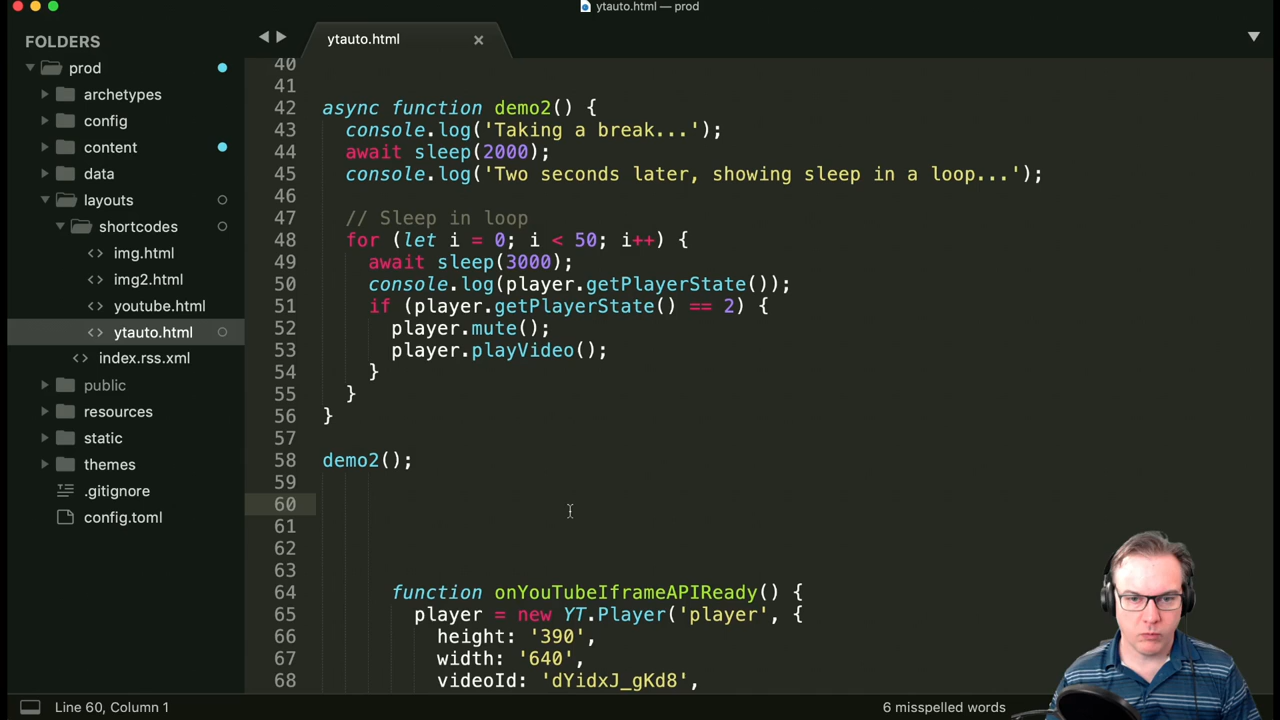 ytauto.html — prod
FOLDERS
prod
archetypes
config
content
data
layouts
shortcodes
<> img.html
<> img2.html
<> youtube.html
<> ytauto.html
<> index.rss.xml
public
resources
static
themes
.gitignore
config.toml
ytauto.html
40
41
42 async function demo2() {
43 console.log('Taking a break...');
44 await sleep(2000);
45 console.log('Two seconds later, showing sleep in a loop...');
46
47 // Sleep in loop
48 for (let i = 0; i < 50; i++) {
49 await sleep(3000);
50 console.log(player.getPlayerState());
51 if (player.getPlayerState() == 2) {
52 player.mute();
53 player.playVideo();
54 }
55 }
56 }
57
58 demo2();
59
60
61
62
63
64 function onYouTubeIframeAPIReady() {
65 player = new YT.Player('player', {
66 height: '390',
67 width: '640',
68 videoId: 'dYidxJ_gKd8',
Line 60, Column 1
6 misspelled words